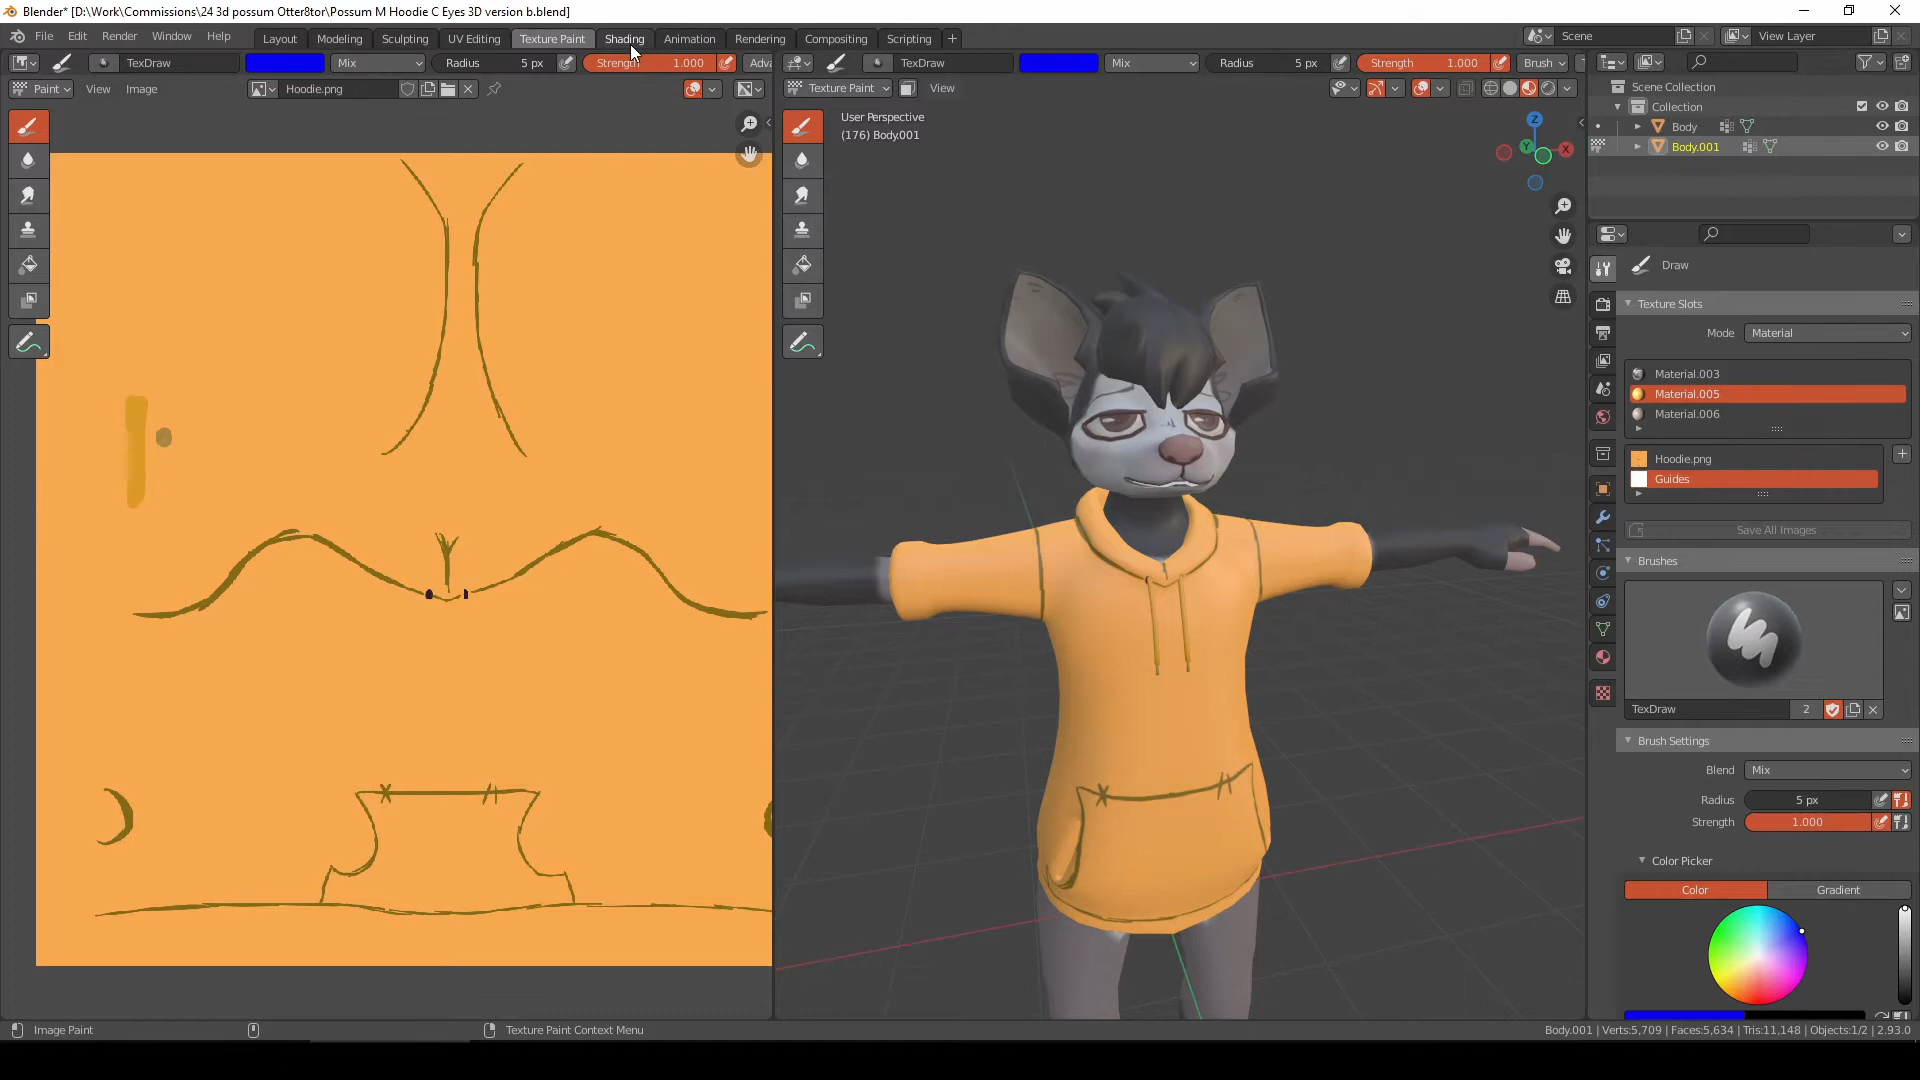 Blender* [D:\Work\Commissions\24 3d possum Otter8tor\Possum M Hoodie C Eyes 3D version b.blend]
File Edit Render Window Help Layout Modeling Sculpting UV Editing Texture Paint Shading Animation Rendering Compositing Scripting + Scene View Layer
TexDraw Mix Radius 5 px Strength 1.000 Adva TexDraw Mix Radius 5 px Strength 1.000 Brush
Paint View Image Hoodie.png Texture Paint View
User Perspective
(176) Body.001
Z
Y
X
Scene Collection
Collection
Body
Body.001
Draw
Texture Slots
Mode Material
Material.003
Material.005
Material.006
Hoodie.png
Guides
Save All Images
Brushes
TexDraw 2
Brush Settings
Blend Mix
Radius 5 px
Strength 1.000
Color Picker
Color Gradient
Image Paint Texture Paint Context Menu Body.001 | Verts:5,709 | Faces:5,634 | Tris:11,148 | Objects:1/2 | 2.93.0